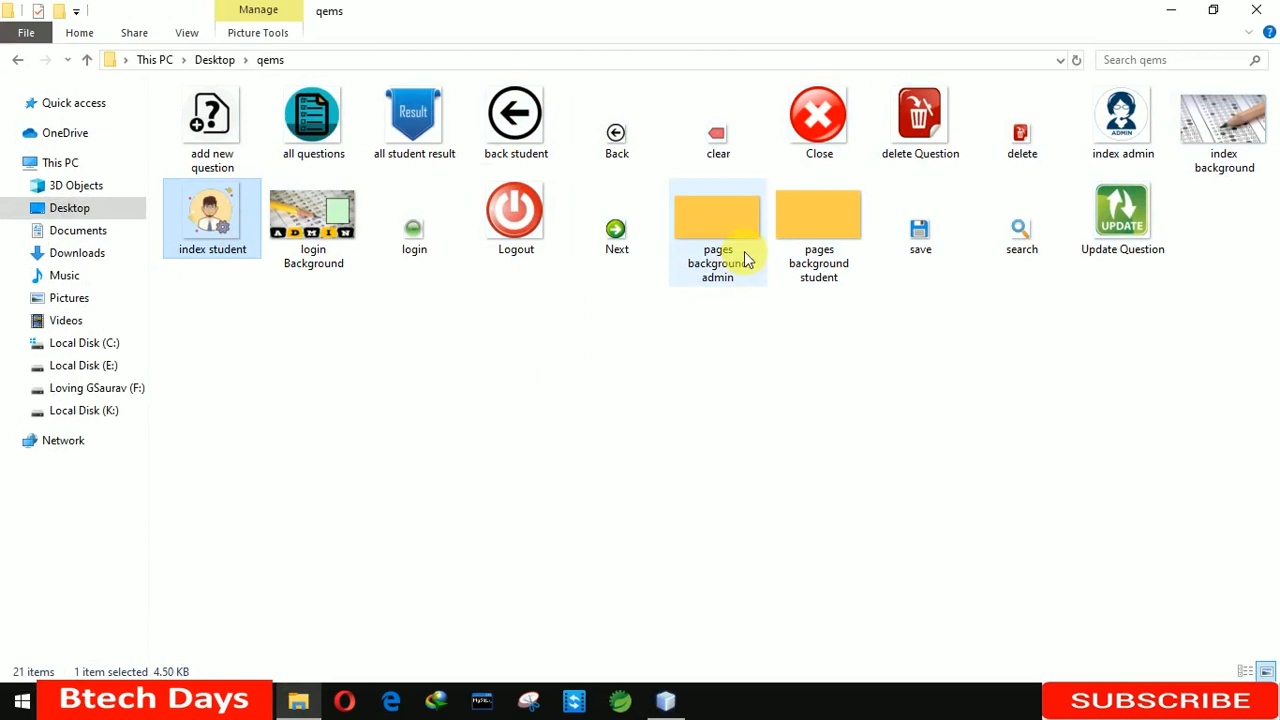 Manage
qems
File
Home
Share
View
Picture Tools
This PC
Desktop
qems
Search qems
Quick access
OneDrive
This PC
3D Objects
Desktop
Documents
Downloads
Music
Pictures
Videos
Local Disk (C:)
Local Disk (E:)
Loving GSaurav (F:)
Local Disk (K:)
Network
add new
question
all questions
Result
all student result
back student
Back
clear
Close
delete Question
delete
ADMIN
index admin
index
background
index student
ADMIN
login
Background
login
Logout
Next
pages
background
admin
pages
background
student
save
search
UPDATE
Update Question
21 items
1 item selected 4.50 KB
Btech Days
SUBSCRIBE